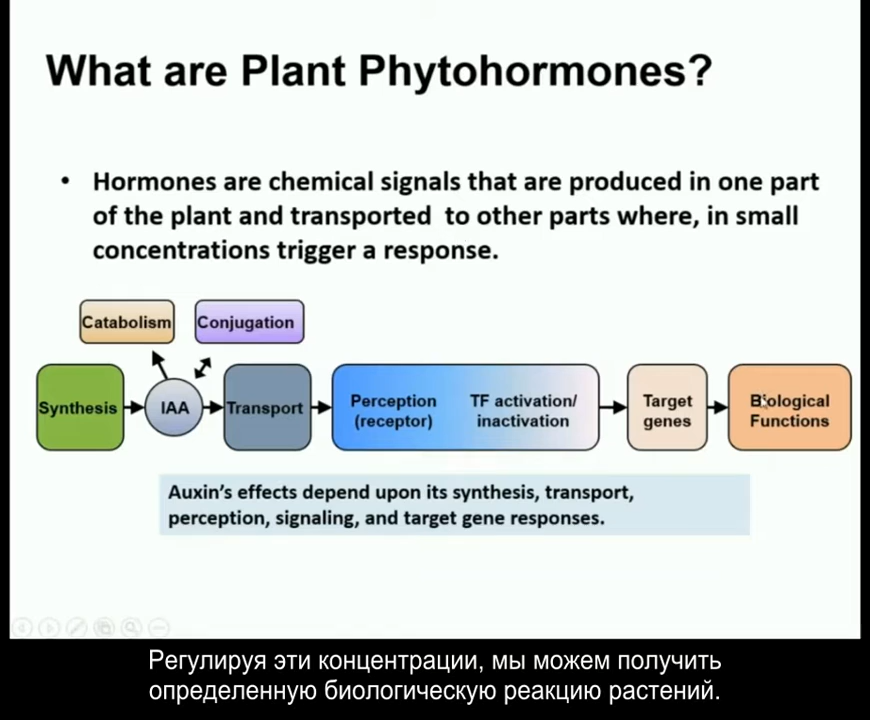 What are Plant Phytohormones?
• Hormones are chemical signals that are produced in one part
of the plant and transported to other parts where, in small
concentrations trigger a response.
Catabolism
Conjugation
Synthesis
IAA
Transport
Perception
(receptor)
TF activation/
inactivation
Target
genes
Biological
Functions
Auxin's effects depend upon its synthesis, transport,
perception, signaling, and target gene responses.
Регулируя эти концентрации, мы можем получить
определенную биологическую реакцию растений.